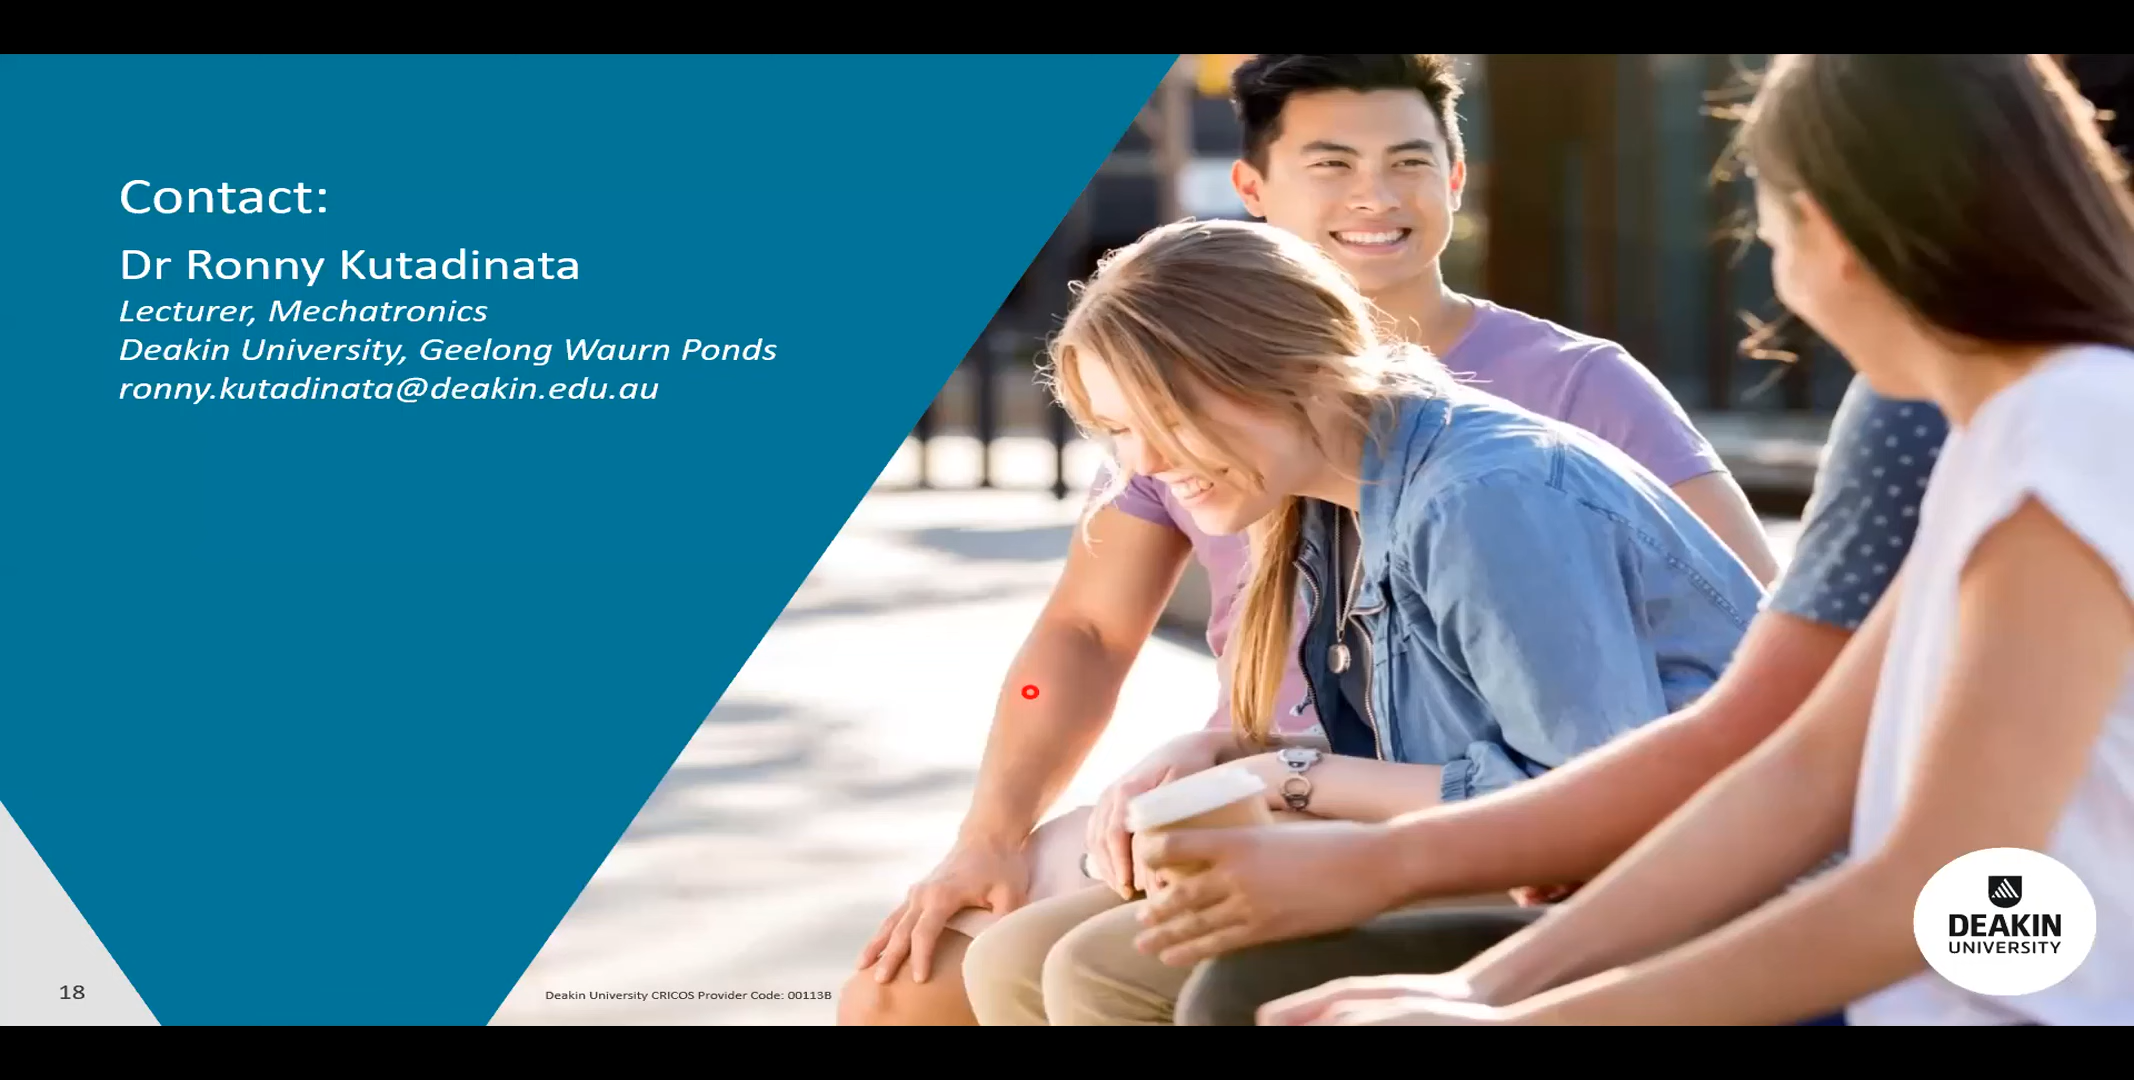 Contact:
Dr Ronny Kutadinata
Lecturer, Mechatronics
Deakin University, Geelong Waurn Ponds
ronny.kutadinata@deakin.edu.au
18
Deakin University CRICOS Provider Code: 00113B
DEAKIN
UNIVERSITY